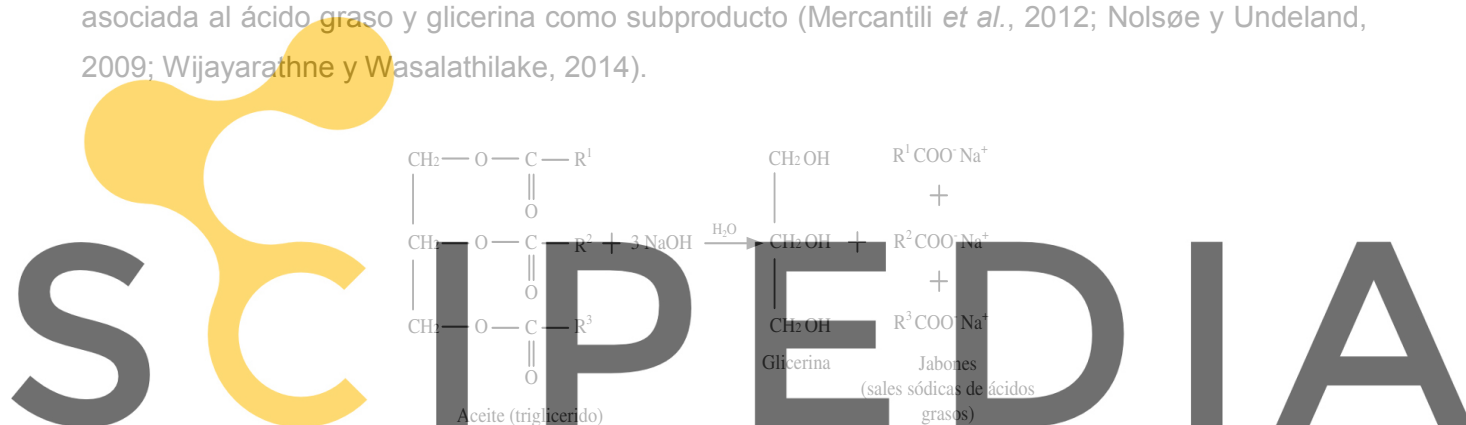 asociada al ácido graso y glicerina como subproducto (Mercantili et al., 2012; Nolsøe y Undeland,
2009; Wijayarathne y Wasalathilake, 2014).
CH₂ — O — C — R¹
||
O
CH₂ — O — C — R² + 3 NaOH H₂O → CH₂ OH +
||
O
CH₂ — O — C — R³
||
O
Aceite (triglicerido)
CH₂ OH
CH₂ OH
Glicerina
R¹ COO⁻ Na⁺
+
R² COO⁻ Na⁺
+
R³ COO⁻ Na⁺
Jabones
(sales sódicas de ácidos
grasos)
SCIPEDIA